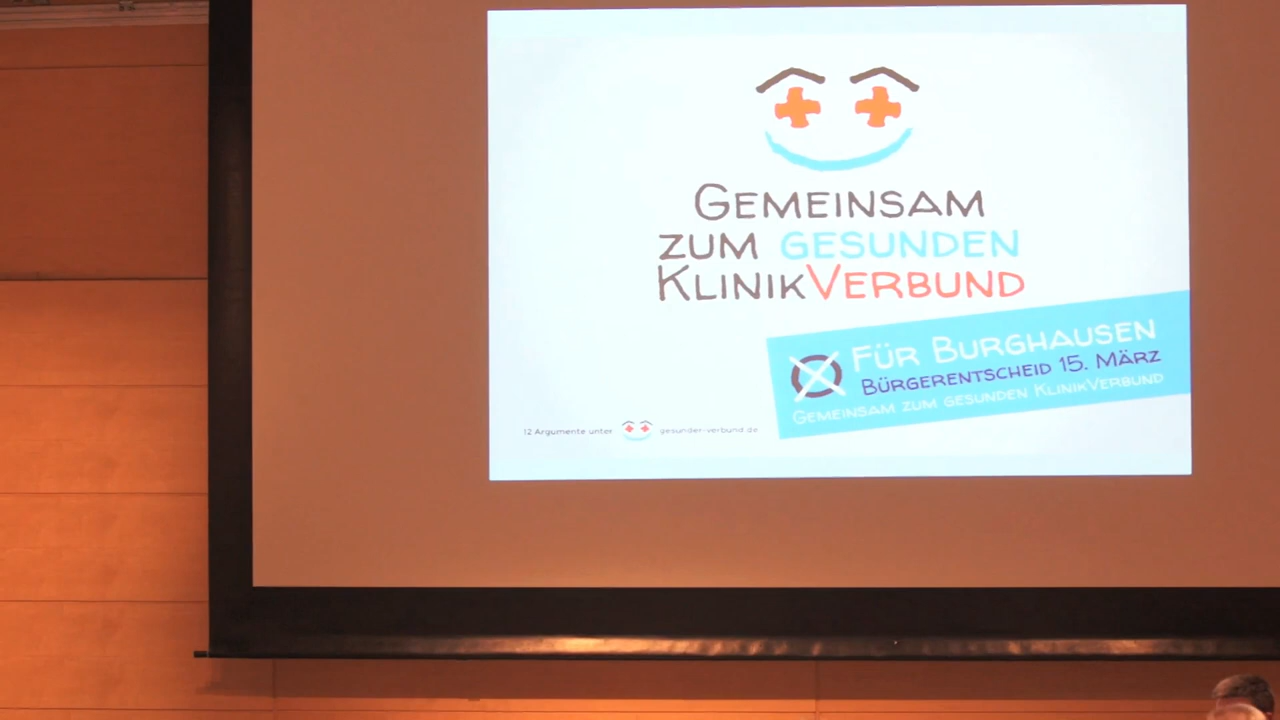 GEMEINSAM
ZUM GESUNDEN
KLINIKVERBUND
FÜR BURGHAUSEN
BÜRGERENTSCHEID 15. MÄRZ
GEMEINSAM ZUM GESUNDEN KLINIKVERBUND
12 Argumente unter gesunder-verbund.de